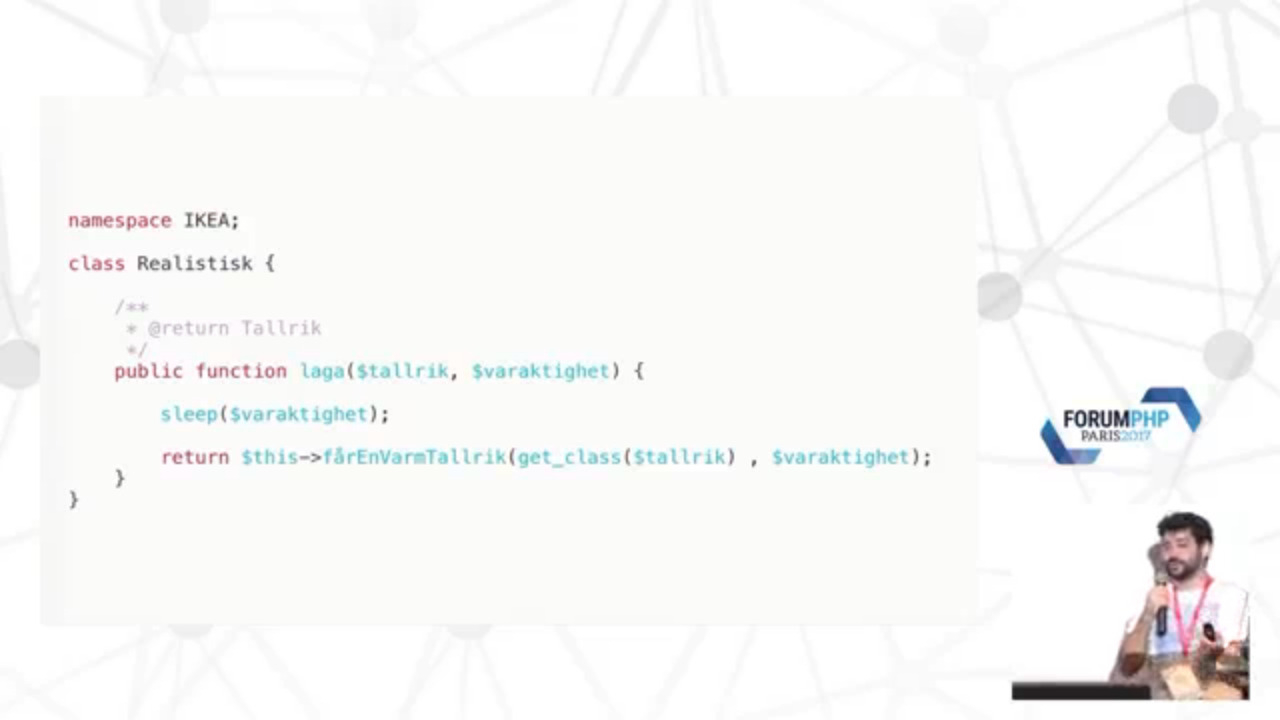 namespace IKEA;
class Realistisk {
/**
* @return Tallrik
*/
public function laga($tallrik, $varaktighet) {
sleep($varaktighet);
return $this->fårEnVarmTallrik(get_class($tallrik) , $varaktighet);
}
}
FORUMPHP
PARIS2017